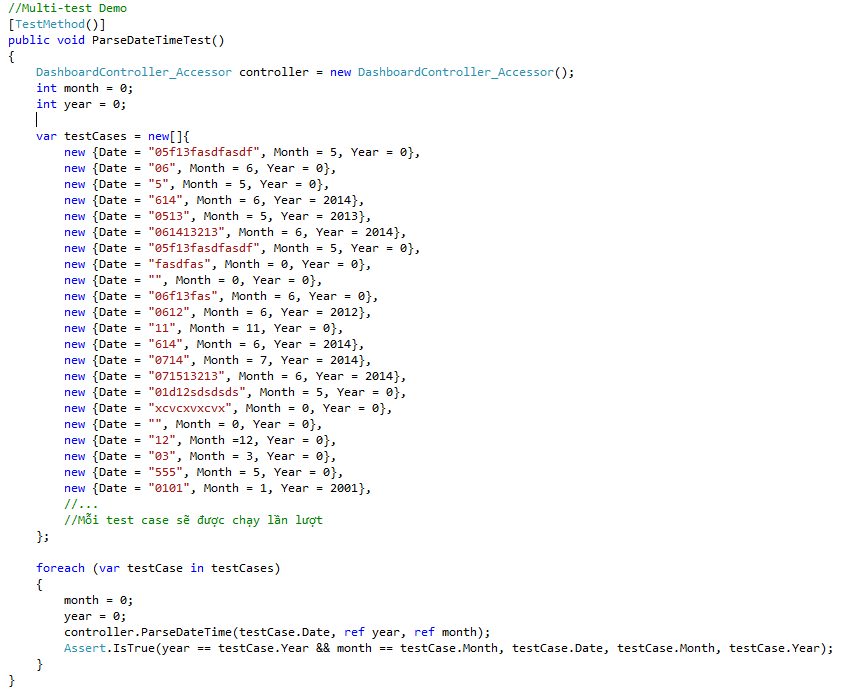 //Multi-test Demo
[TestMethod()]
public void ParseDateTimeTest()
{
    DashboardController_Accessor controller = new DashboardController_Accessor();
    int month = 0;
    int year = 0;

    var testCases = new[]{
        new {Date = "05f13fasdfasdf", Month = 5, Year = 0},
        new {Date = "06", Month = 6, Year = 0},
        new {Date = "5", Month = 5, Year = 0},
        new {Date = "614", Month = 6, Year = 2014},
        new {Date = "0513", Month = 5, Year = 2013},
        new {Date = "061413213", Month = 6, Year = 2014},
        new {Date = "05f13fasdfasdf", Month = 5, Year = 0},
        new {Date = "fasdfas", Month = 0, Year = 0},
        new {Date = "", Month = 0, Year = 0},
        new {Date = "06f13fas", Month = 6, Year = 0},
        new {Date = "0612", Month = 6, Year = 2012},
        new {Date = "11", Month = 11, Year = 0},
        new {Date = "614", Month = 6, Year = 2014},
        new {Date = "0714", Month = 7, Year = 2014},
        new {Date = "071513213", Month = 6, Year = 2014},
        new {Date = "01d12sdsdsds", Month = 5, Year = 0},
        new {Date = "xcvcxvxcvx", Month = 0, Year = 0},
        new {Date = "", Month = 0, Year = 0},
        new {Date = "12", Month =12, Year = 0},
        new {Date = "03", Month = 3, Year = 0},
        new {Date = "555", Month = 5, Year = 0},
        new {Date = "0101", Month = 1, Year = 2001},
        //...
        //Mỗi test case sẽ được chạy lần lượt
    };

    foreach (var testCase in testCases)
    {
        month = 0;
        year = 0;
        controller.ParseDateTime(testCase.Date, ref year, ref month);
        Assert.IsTrue(year == testCase.Year && month == testCase.Month, testCase.Date, testCase.Month, testCase.Year);
    }
}